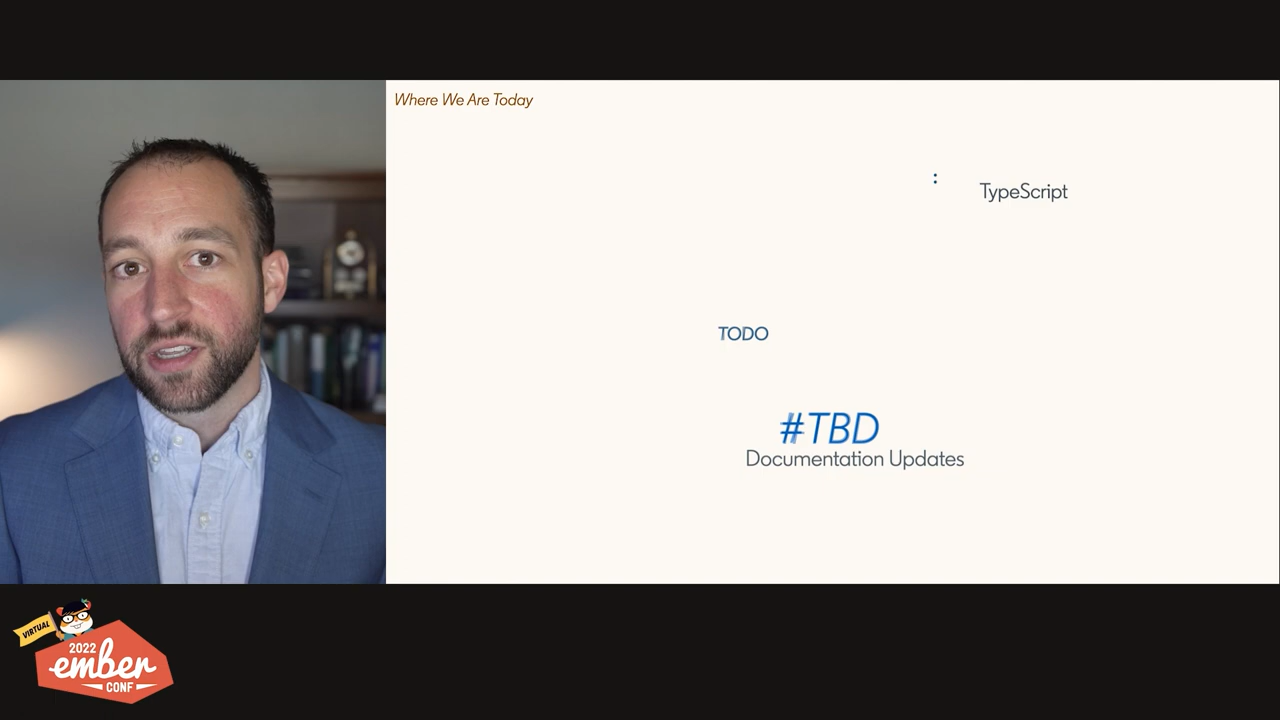 Where We Are Today
:
TypeScript
TODO
#TBD
Documentation Updates
VIRTUAL
2022
ember
CONF